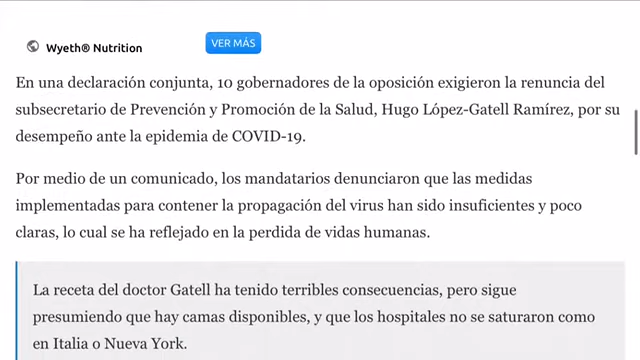 Wyeth® Nutrition
VER MÁS
En una declaración conjunta, 10 gobernadores de la oposición exigieron la renuncia del
subsecretario de Prevención y Promoción de la Salud, Hugo López-Gatell Ramírez, por su
desempeño ante la epidemia de COVID-19.
Por medio de un comunicado, los mandatarios denunciaron que las medidas
implementadas para contener la propagación del virus han sido insuficientes y poco
claras, lo cual se ha reflejado en la perdida de vidas humanas.
La receta del doctor Gatell ha tenido terribles consecuencias, pero sigue
presumiendo que hay camas disponibles, y que los hospitales no se saturaron como
en Italia o Nueva York.